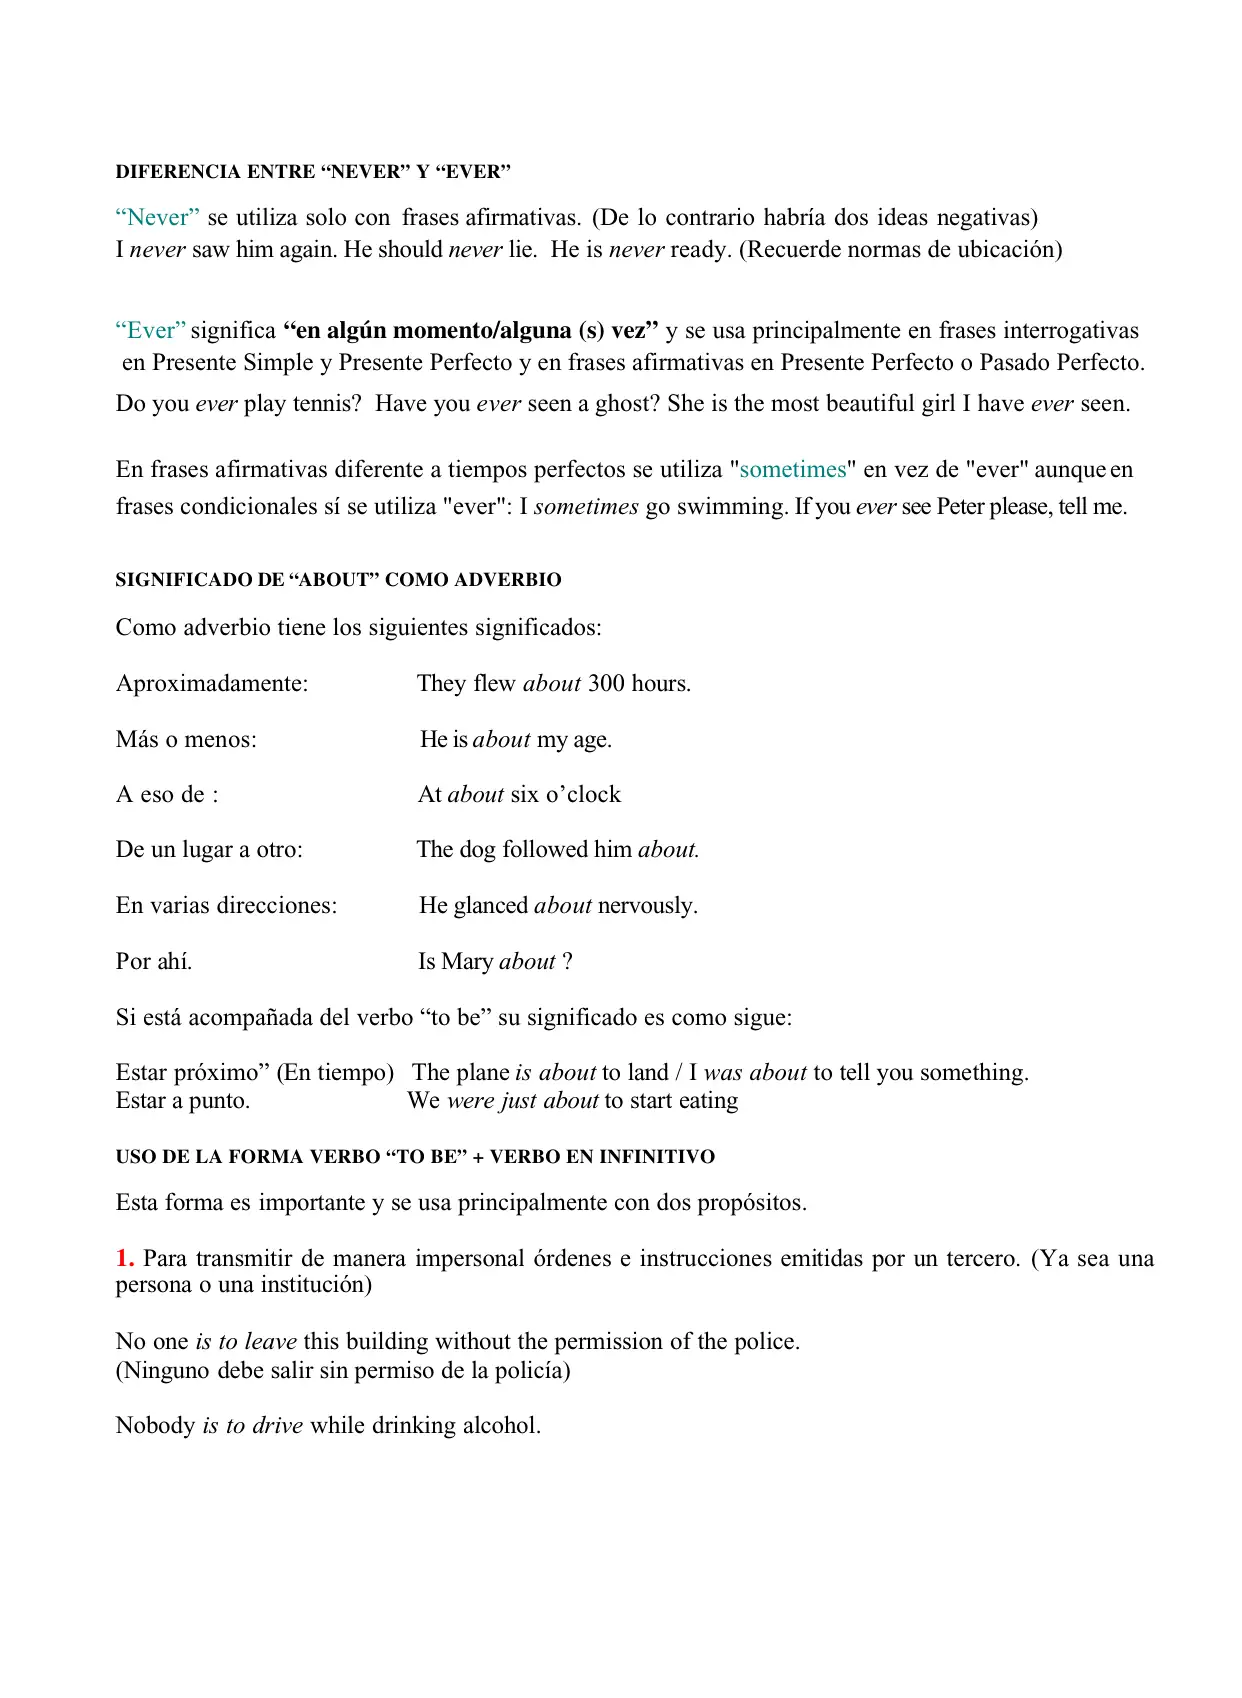 DIFERENCIA ENTRE “NEVER” Y “EVER”
“Never” se utiliza solo con frases afirmativas. (De lo contrario habría dos ideas negativas)
I never saw him again. He should never lie. He is never ready. (Recuerde normas de ubicación)
“Ever” significa “en algún momento/alguna (s) vez” y se usa principalmente en frases interrogativas
en Presente Simple y Presente Perfecto y en frases afirmativas en Presente Perfecto o Pasado Perfecto.
Do you ever play tennis? Have you ever seen a ghost? She is the most beautiful girl I have ever seen.
En frases afirmativas diferente a tiempos perfectos se utiliza "sometimes" en vez de "ever" aunque en
frases condicionales sí se utiliza "ever": I sometimes go swimming. If you ever see Peter please, tell me.
SIGNIFICADO DE “ABOUT” COMO ADVERBIO
Como adverbio tiene los siguientes significados:
Aproximadamente: They flew about 300 hours.
Más o menos: He is about my age.
A eso de : At about six o’clock
De un lugar a otro: The dog followed him about.
En varias direcciones: He glanced about nervously.
Por ahí. Is Mary about ?
Si está acompañada del verbo “to be” su significado es como sigue:
Estar próximo” (En tiempo) The plane is about to land / I was about to tell you something.
Estar a punto. We were just about to start eating
USO DE LA FORMA VERBO “TO BE” + VERBO EN INFINITIVO
Esta forma es importante y se usa principalmente con dos propósitos.
1. Para transmitir de manera impersonal órdenes e instrucciones emitidas por un tercero. (Ya sea una
persona o una institución)
No one is to leave this building without the permission of the police.
(Ninguno debe salir sin permiso de la policía)
Nobody is to drive while drinking alcohol.